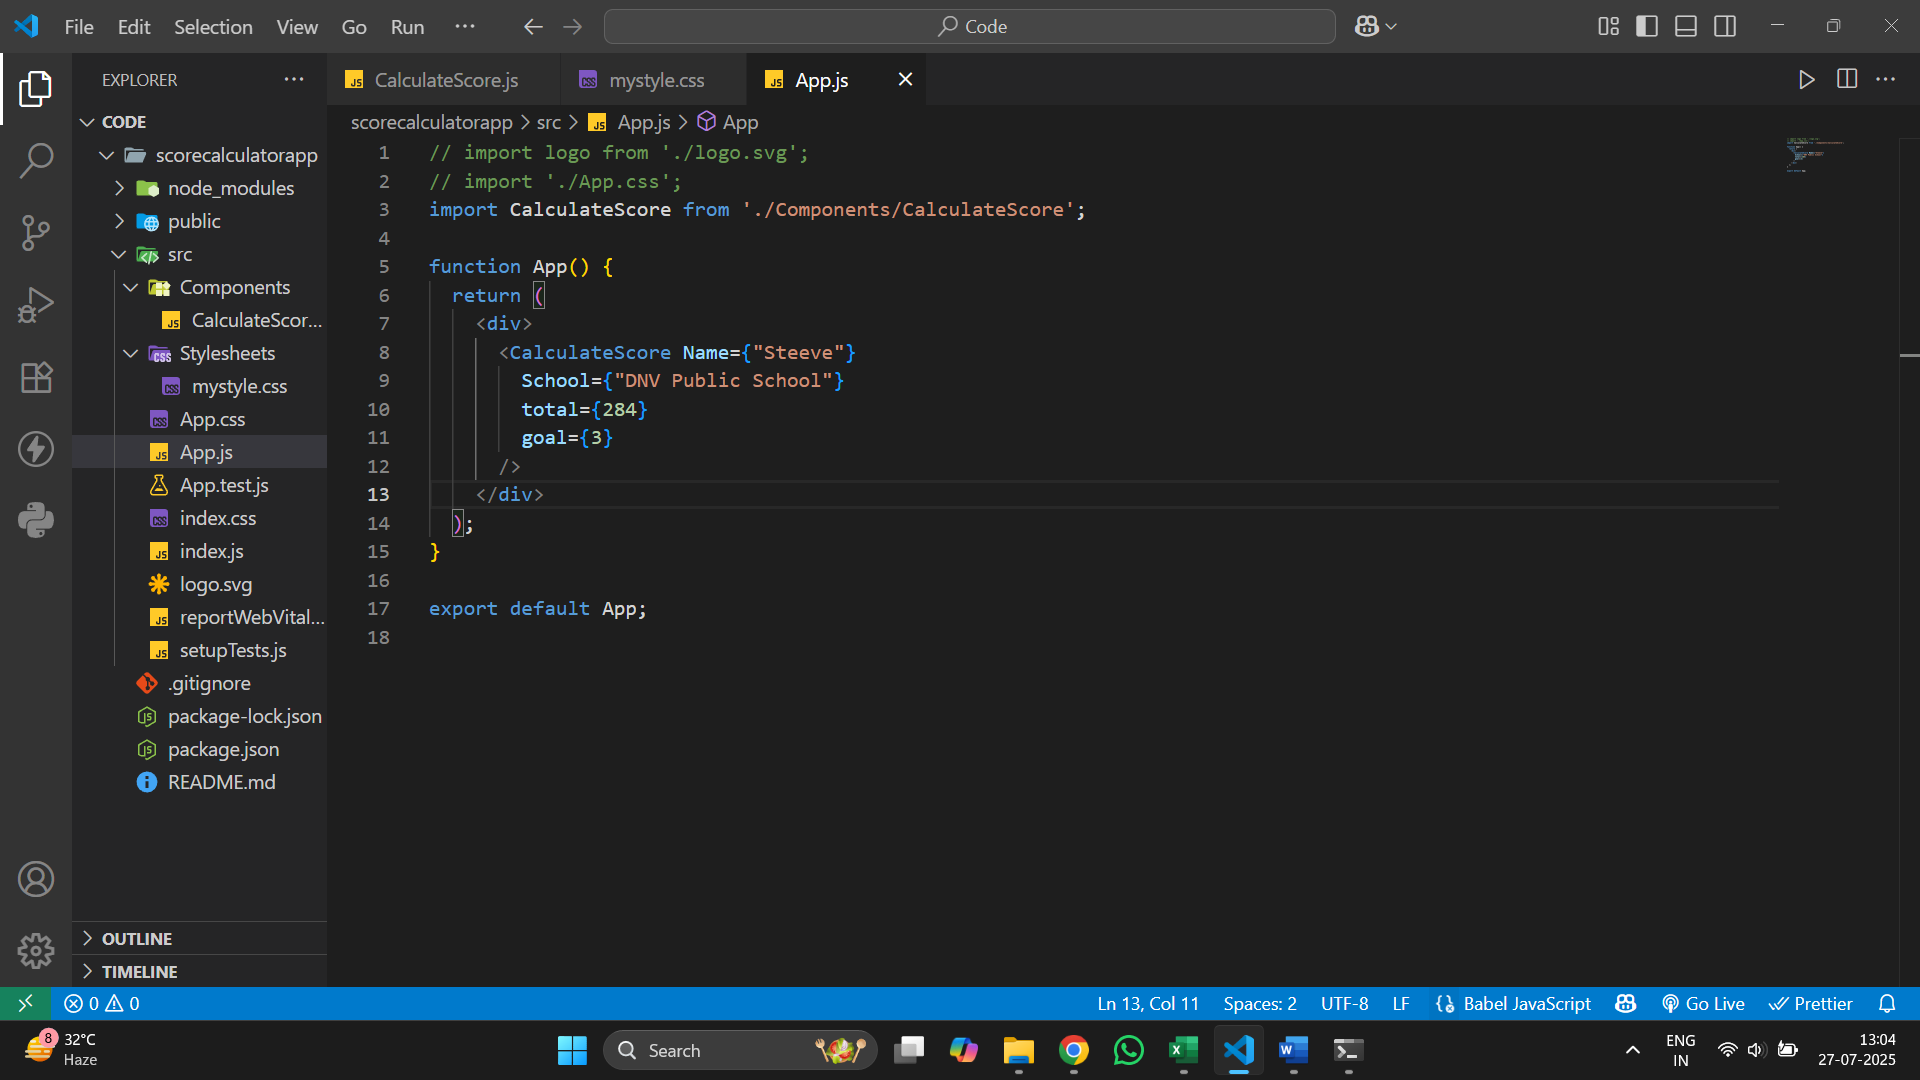 File Edit Selection View Go Run ··· Code
EXPLORER ···
CalculateScore.js mystyle.css App.js
CODE
scorecalculatorapp
node_modules
public
src
Components
CalculateScor...
Stylesheets
mystyle.css
App.css
App.js
App.test.js
index.css
index.js
logo.svg
reportWebVital...
setupTests.js
.gitignore
package-lock.json
package.json
README.md
OUTLINE
TIMELINE
scorecalculatorapp > src > App.js > App
1 // import logo from './logo.svg';
2 // import './App.css';
3 import CalculateScore from './Components/CalculateScore';
4
5 function App() {
6 return (
7 <div>
8 <CalculateScore Name={"Steeve"}
9 School={"DNV Public School"}
10 total={284}
11 goal={3}
12 />
13 </div>
14 );
15 }
16
17 export default App;
18
0 0 Ln 13, Col 11 Spaces: 2 UTF-8 LF Babel JavaScript Go Live Prettier
8 32°C
Haze
Search
ENG
IN
13:04
27-07-2025